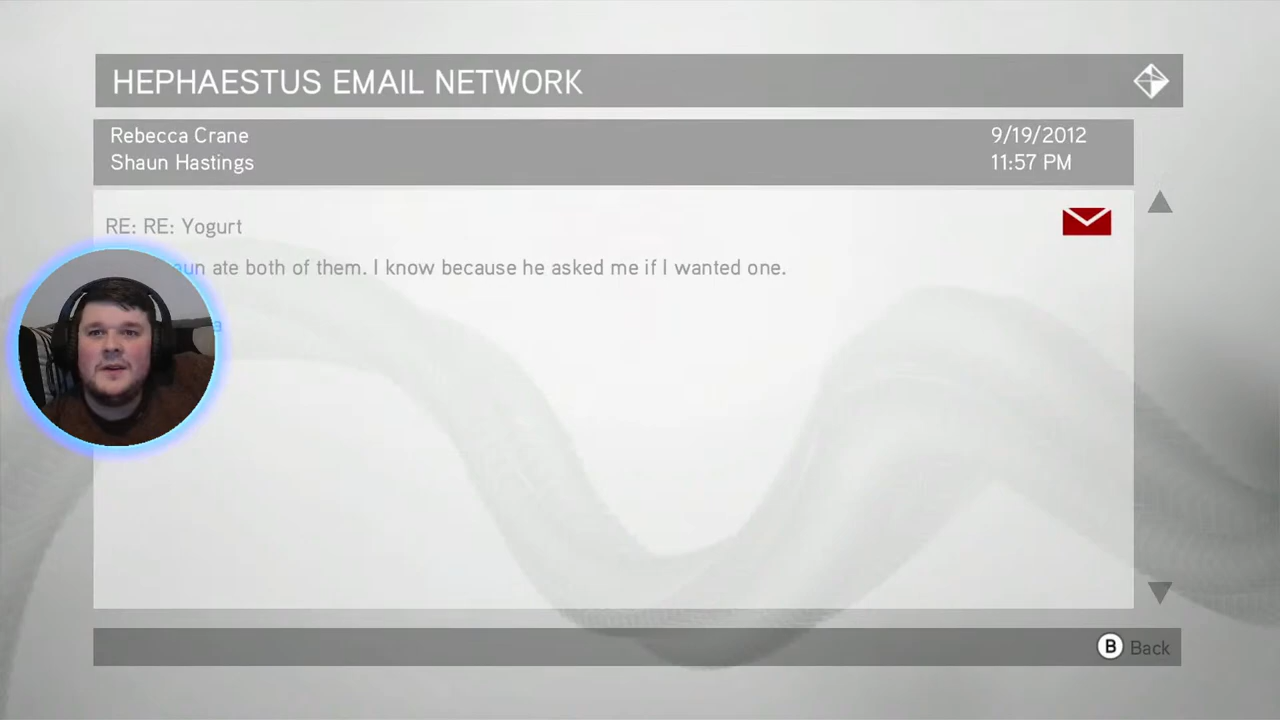 HEPHAESTUS EMAIL NETWORK
Rebecca Crane
9/19/2012
Shaun Hastings
11:57 PM
RE: RE: Yogurt
ate both of them. I know because he asked me if I wanted one.
B Back